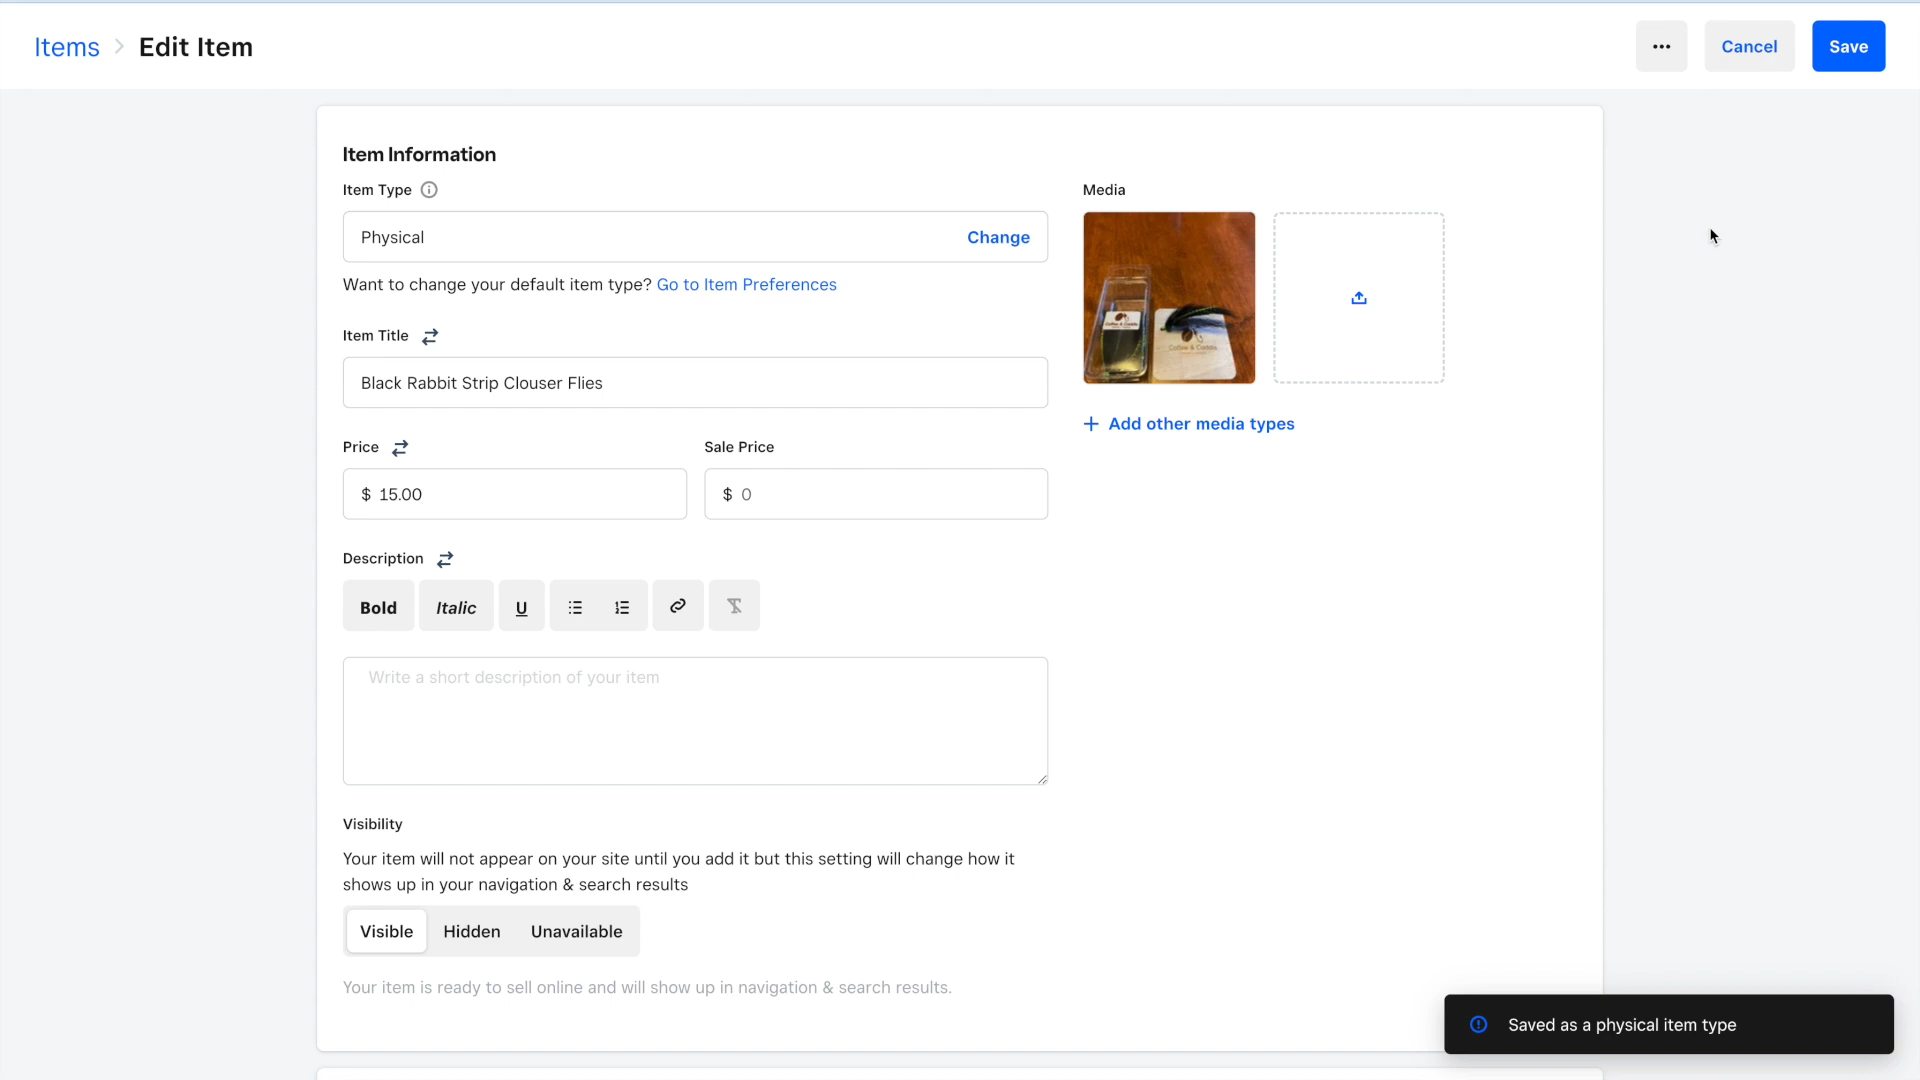 Items > Edit Item
••• Cancel Save
Item Information
Item Type
Physical Change
Want to change your default item type? Go to Item Preferences
Item Title
Black Rabbit Strip Clouser Flies
Price
$ 15.00
Sale Price
$ 0
Description
Bold Italic U
Write a short description of your item
Visibility
Your item will not appear on your site until you add it but this setting will change how it
shows up in your navigation & search results
Visible Hidden Unavailable
Your item is ready to sell online and will show up in navigation & search results.
Media
Coffee & Caddis
Coffee & Caddis
+ Add other media types
Saved as a physical item type